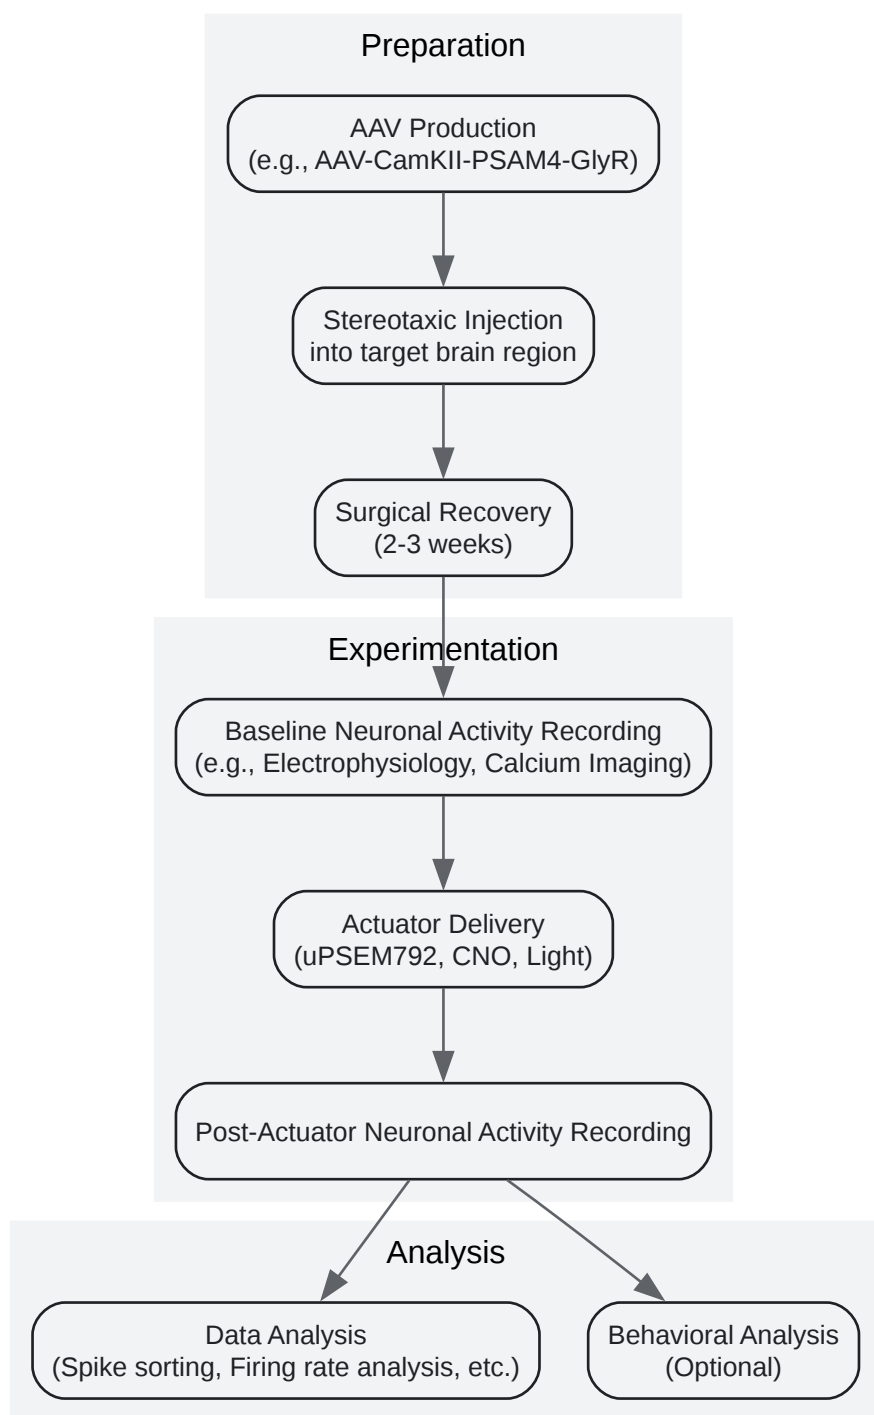 Preparation
AAV Production
(e.g., AAV-CamKII-PSAM4-GlyR)
Stereotaxic Injection
into target brain region
Surgical Recovery
(2-3 weeks)
Experimentation
Baseline Neuronal Activity Recording
(e.g., Electrophysiology, Calcium Imaging)
Actuator Delivery
(uPSEM792, CNO, Light)
Post-Actuator Neuronal Activity Recording
Analysis
Data Analysis
(Spike sorting, Firing rate analysis, etc.)
Behavioral Analysis
(Optional)